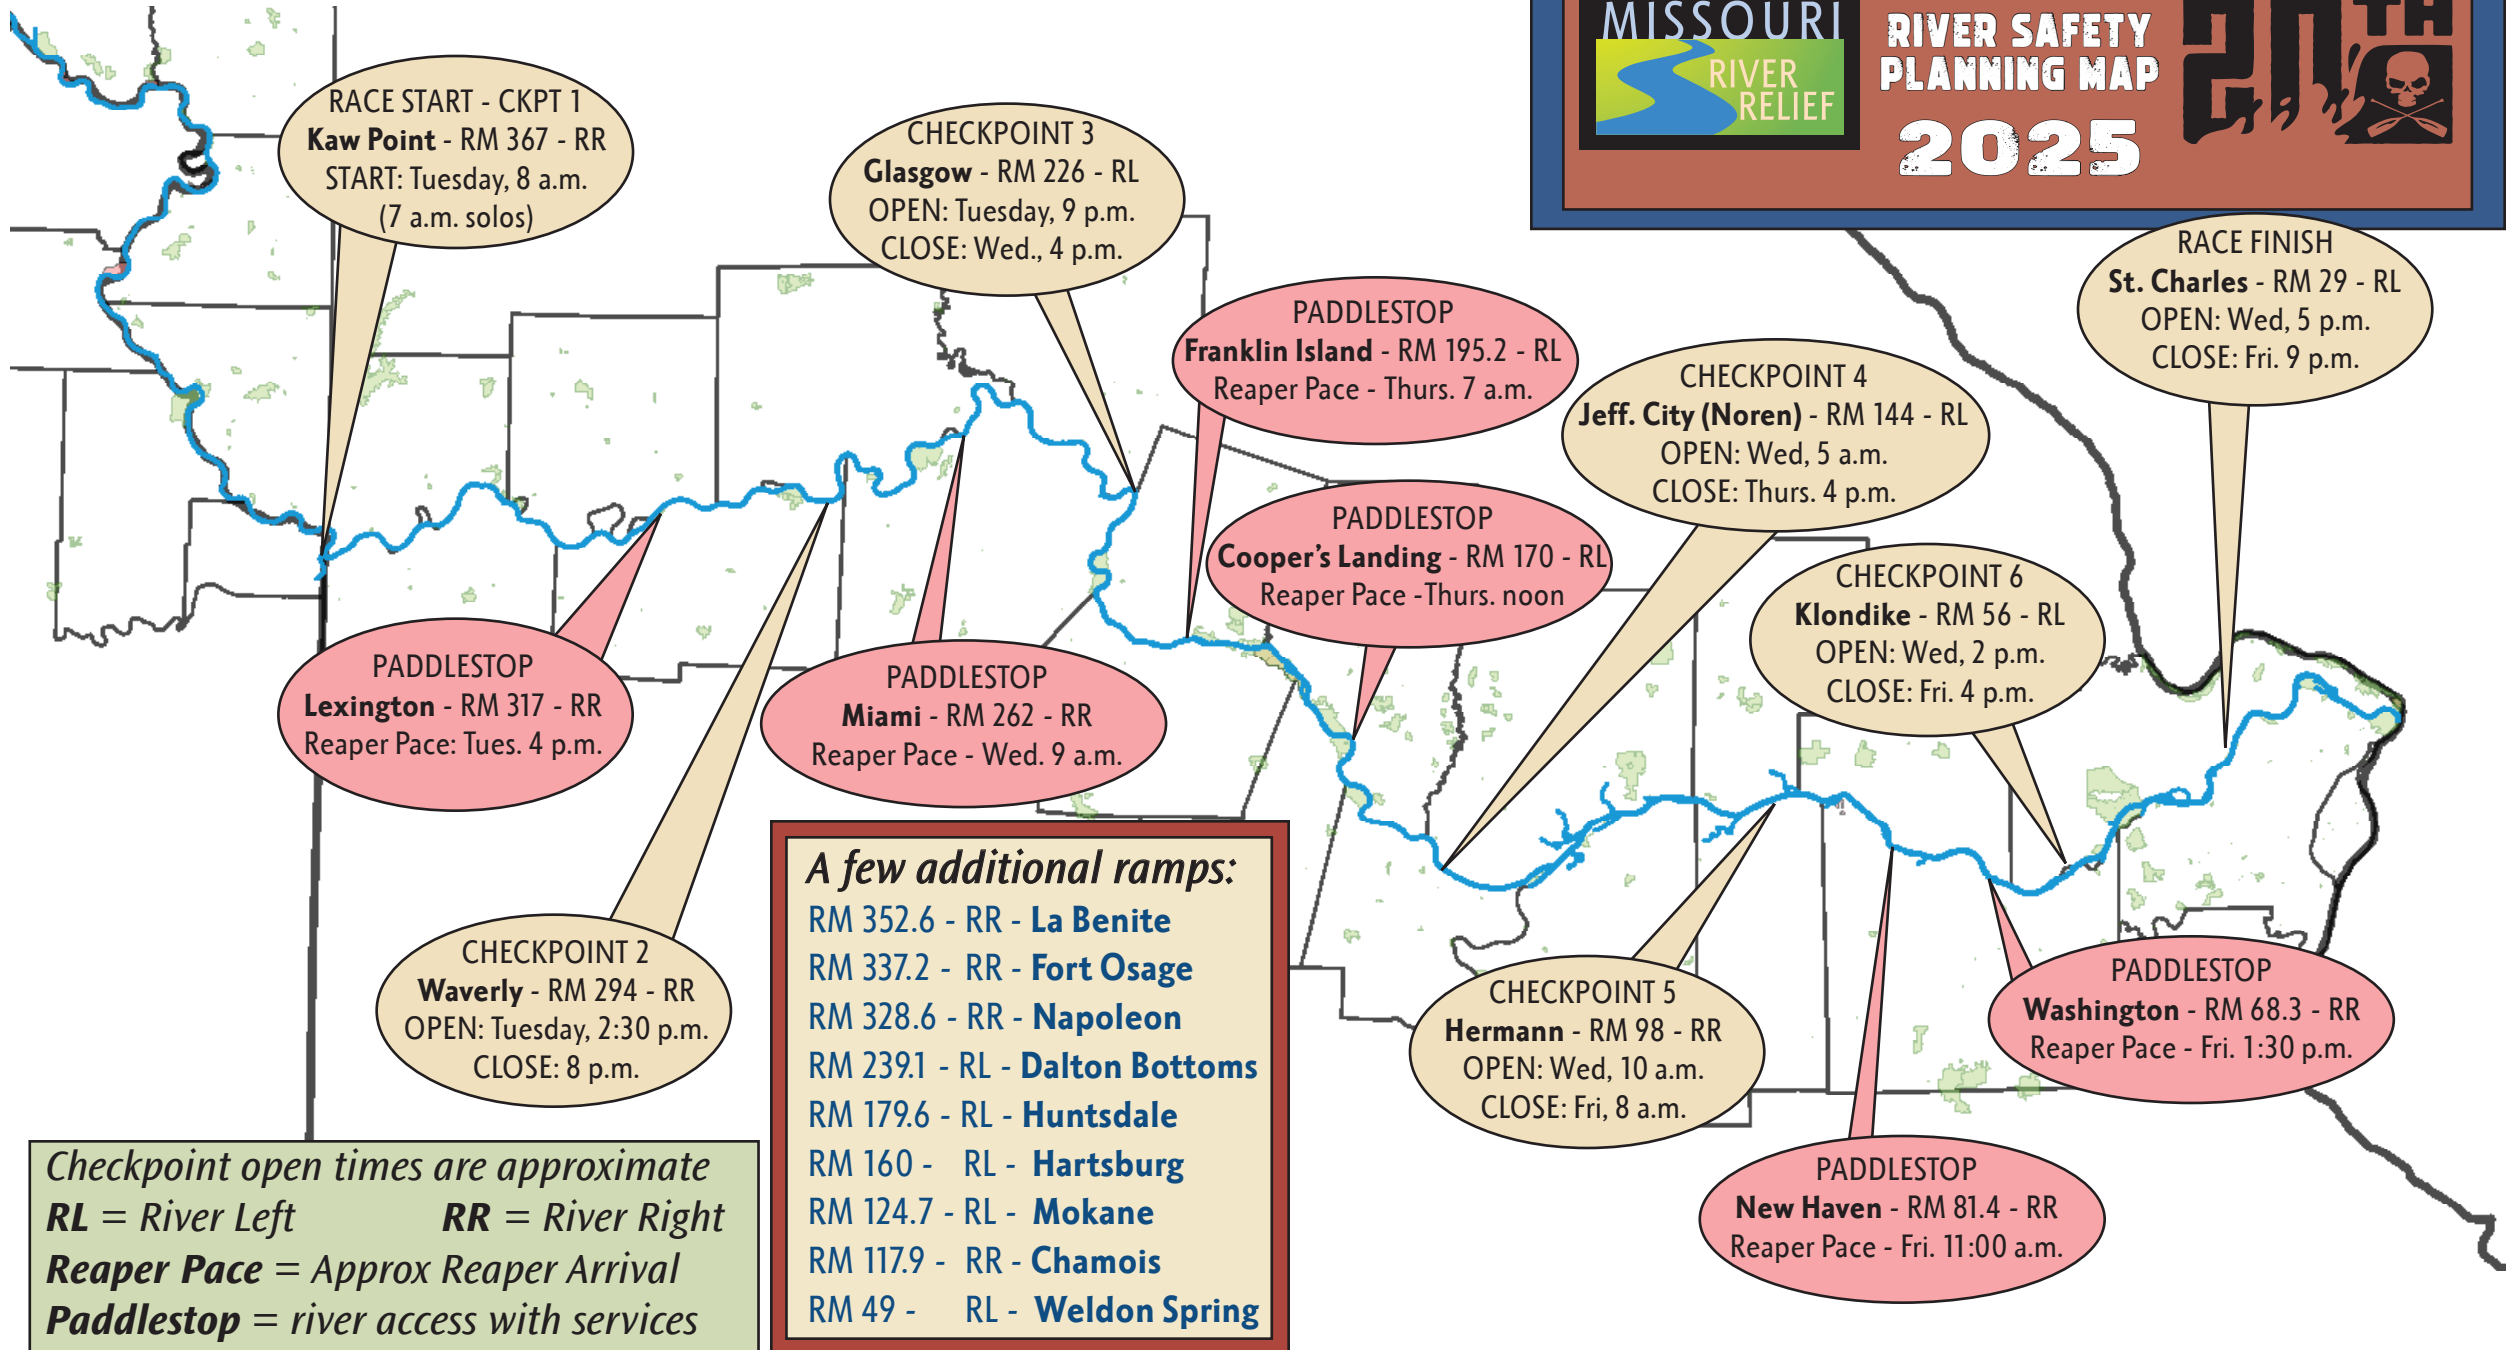 MISSOURI
RIVER
RELIEF
RIVER SAFETY
PLANNING MAP
2025
20TH
RACE START - CKPT 1
Kaw Point - RM 367 - RR
START: Tuesday, 8 a.m.
(7 a.m. solos)
CHECKPOINT 3
Glasgow - RM 226 - RL
OPEN: Tuesday, 9 p.m.
CLOSE: Wed., 4 p.m.
RACE FINISH
St. Charles - RM 29 - RL
OPEN: Wed, 5 p.m.
CLOSE: Fri. 9 p.m.
PADDLESTOP
Franklin Island - RM 195.2 - RL
Reaper Pace - Thurs. 7 a.m.
CHECKPOINT 4
Jeff. City (Noren) - RM 144 - RL
OPEN: Wed, 5 a.m.
CLOSE: Thurs. 4 p.m.
PADDLESTOP
Cooper's Landing - RM 170 - RL
Reaper Pace -Thurs. noon
CHECKPOINT 6
Klondike - RM 56 - RL
OPEN: Wed, 2 p.m.
CLOSE: Fri. 4 p.m.
PADDLESTOP
Lexington - RM 317 - RR
Reaper Pace: Tues. 4 p.m.
PADDLESTOP
Miami - RM 262 - RR
Reaper Pace - Wed. 9 a.m.
CHECKPOINT 2
Waverly - RM 294 - RR
OPEN: Tuesday, 2:30 p.m.
CLOSE: 8 p.m.
A few additional ramps:
RM 352.6 - RR - La Benite
RM 337.2 - RR - Fort Osage
RM 328.6 - RR - Napoleon
RM 239.1 - RL - Dalton Bottoms
RM 179.6 - RL - Huntsdale
RM 160 - RL - Hartsburg
RM 124.7 - RL - Mokane
RM 117.9 - RR - Chamois
RM 49 - RL - Weldon Spring
CHECKPOINT 5
Hermann - RM 98 - RR
OPEN: Wed, 10 a.m.
CLOSE: Fri, 8 a.m.
PADDLESTOP
Washington - RM 68.3 - RR
Reaper Pace - Fri. 1:30 p.m.
PADDLESTOP
New Haven - RM 81.4 - RR
Reaper Pace - Fri. 11:00 a.m.
Checkpoint open times are approximate
RL = River Left RR = River Right
Reaper Pace = Approx Reaper Arrival
Paddlestop = river access with services